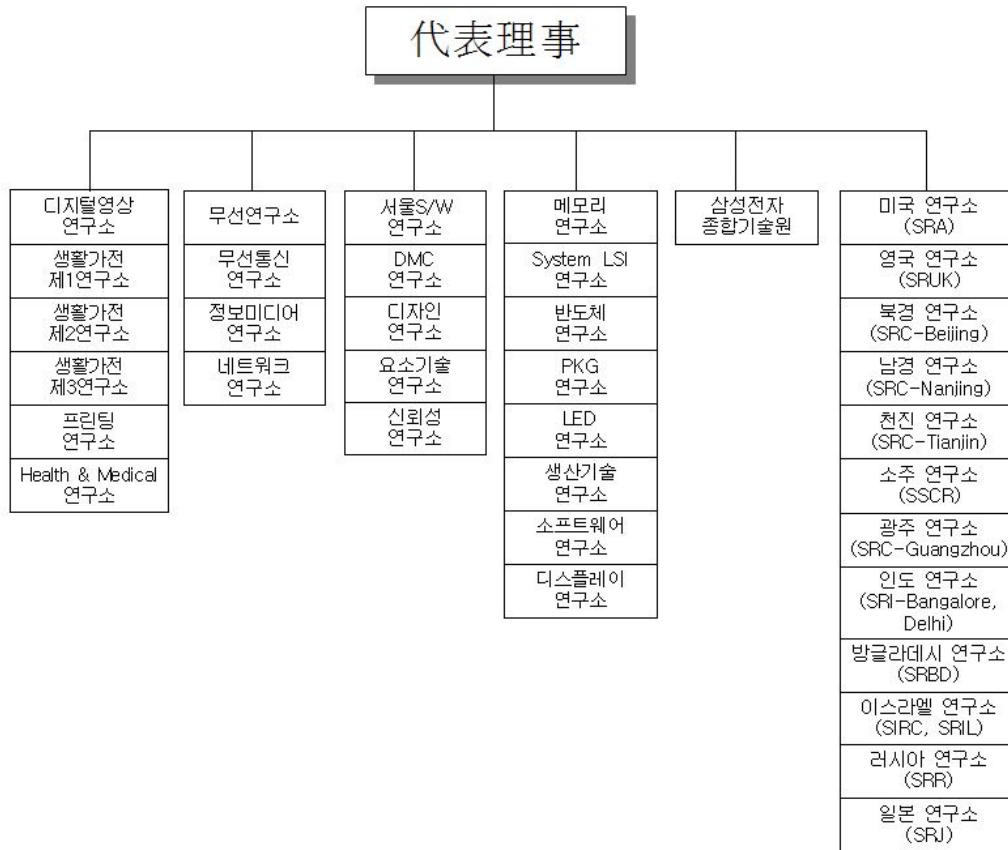 代表理事
디지털영상
연구소
생활가전
제1연구소
생활가전
제2연구소
생활가전
제3연구소
프린팅
연구소
Health & Medical
연구소
무선연구소
무선통신
연구소
정보미디어
연구소
네트워크
연구소
서울S/W
연구소
DMC
연구소
디자인
연구소
요소기술
연구소
신뢰성
연구소
메모리
연구소
System LSI
연구소
반도체
연구소
PKG
연구소
LED
연구소
생산기술
연구소
소프트웨어
연구소
디스플레이
연구소
삼성전자
종합기술원
미국 연구소
(SRA)
영국 연구소
(SRUK)
북경 연구소
(SRC-Beijing)
남경 연구소
(SRC-Nanjing)
천진 연구소
(SRC-Tianjin)
소주 연구소
(SSCR)
광주 연구소
(SRC-Guangzhou)
인도 연구소
(SRI-Bangalore,
Delhi)
방글라데시 연구소
(SRBD)
이스라엘 연구소
(SIRC, SRIL)
러시아 연구소
(SRR)
일본 연구소
(SRJ)